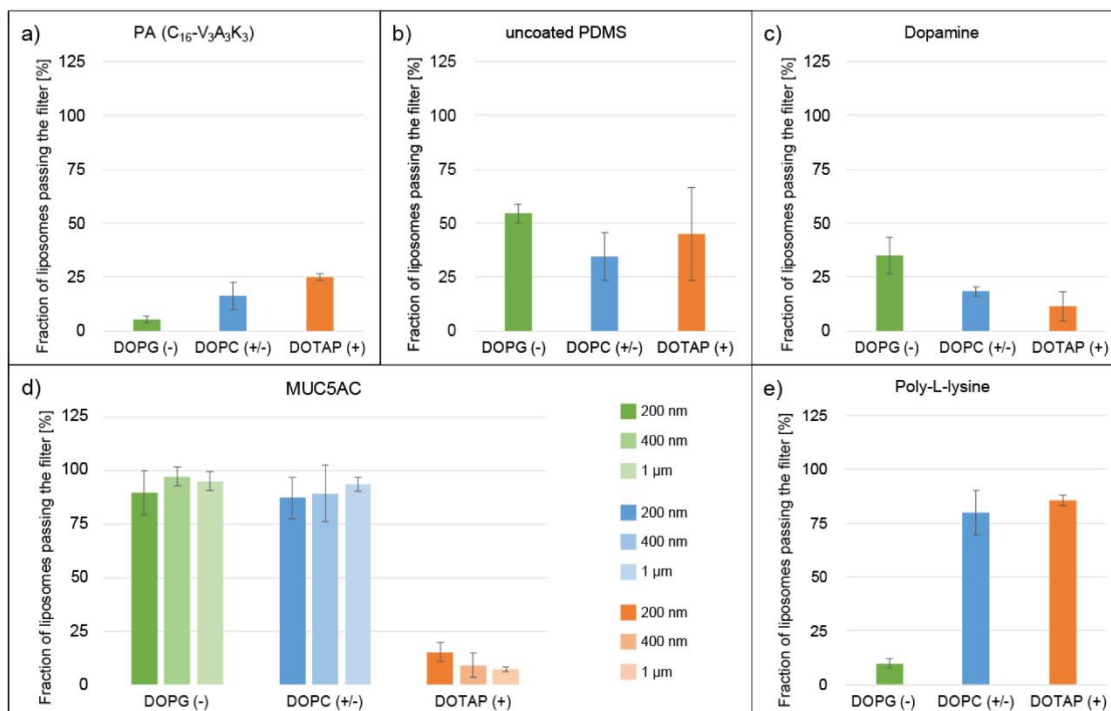 a)
PA (C₁₆-V₃A₃K₃)
Fraction of liposomes passing the filter [%]
125
100
75
50
25
0
DOPG (-)
DOPC (+/-)
DOTAP (+)
b)
uncoated PDMS
Fraction of liposomes passing the filter [%]
125
100
75
50
25
0
DOPG (-)
DOPC (+/-)
DOTAP (+)
c)
Dopamine
Fraction of liposomes passing the filter [%]
125
100
75
50
25
0
DOPG (-)
DOPC (+/-)
DOTAP (+)
d)
MUC5AC
Fraction of liposomes passing the filter [%]
125
100
75
50
25
0
DOPG (-)
DOPC (+/-)
DOTAP (+)
200 nm
400 nm
1 µm
200 nm
400 nm
1 µm
200 nm
400 nm
1 µm
e)
Poly-L-lysine
Fraction of liposomes passing the filter [%]
125
100
75
50
25
0
DOPG (-)
DOPC (+/-)
DOTAP (+)